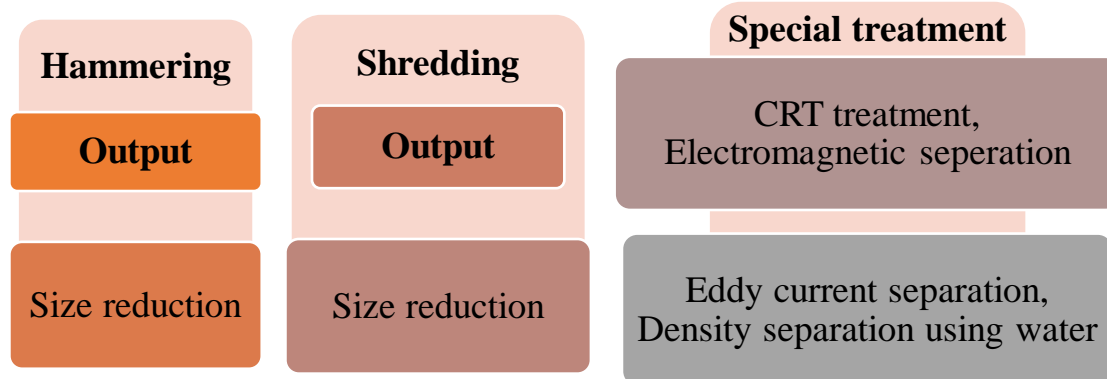 Hammering
Output
Size reduction
Shredding
Output
Size reduction
Special treatment
CRT treatment,
Electromagnetic seperation
Eddy current separation,
Density separation using water